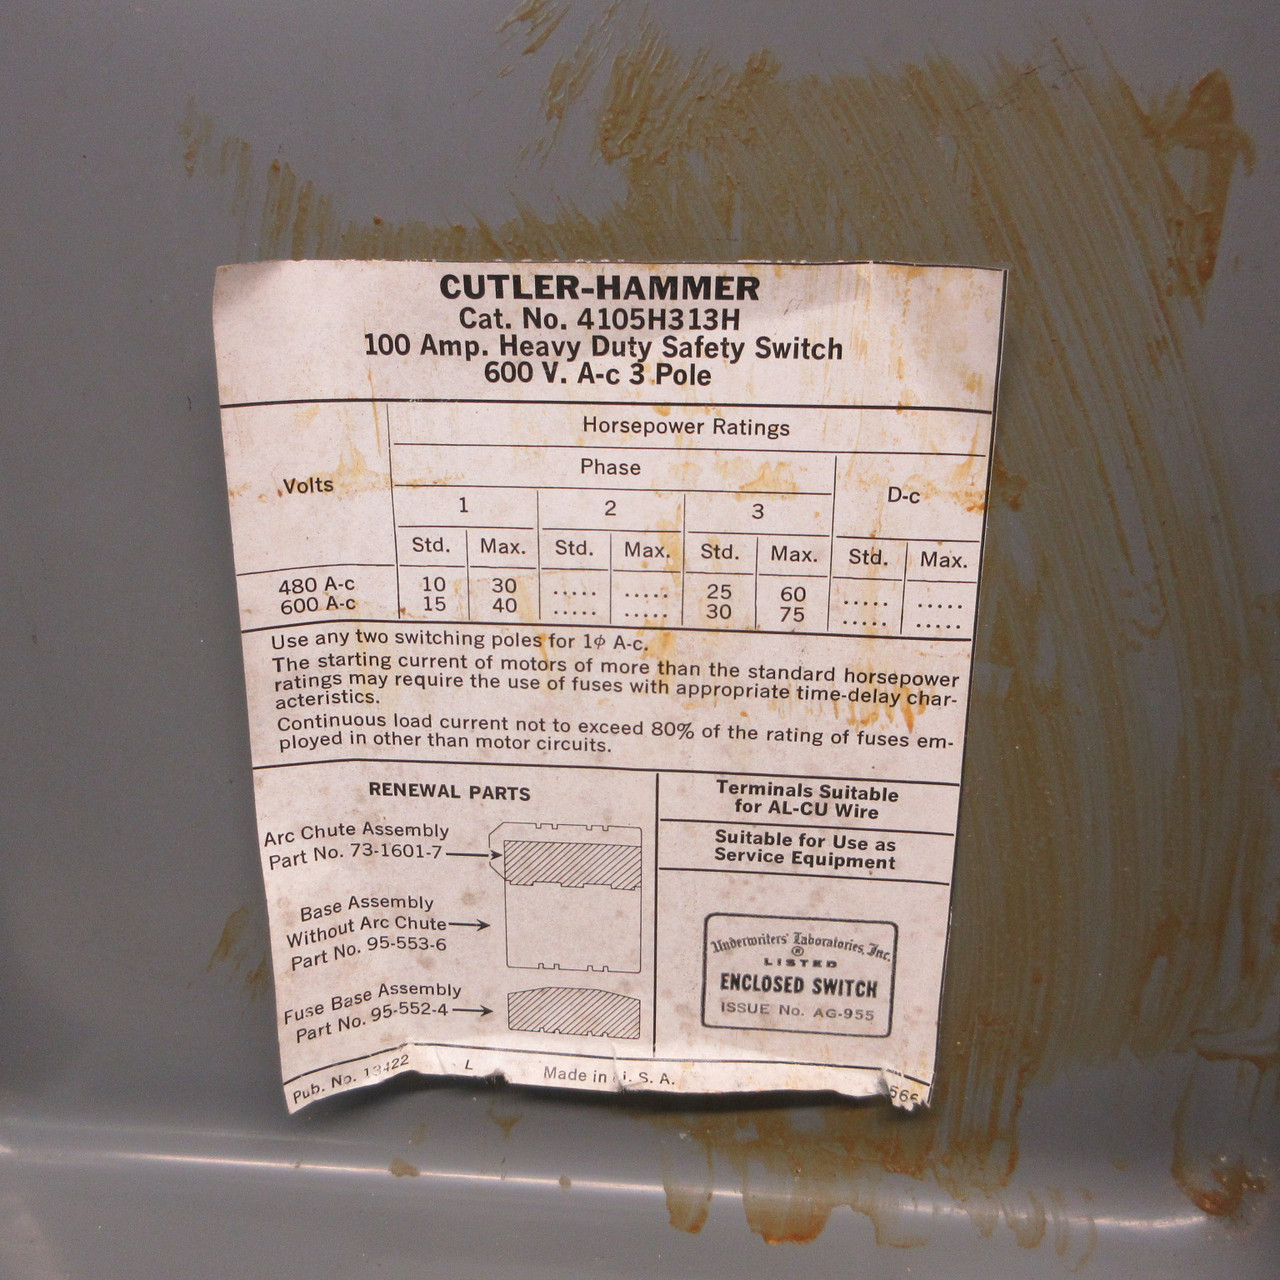 CUTLER-HAMMER
Cat. No. 4105H313H
100 Amp. Heavy Duty Safety Switch
600 V. A-c 3 Pole
Horsepower Ratings
Volts
Phase
D-c
1 2 3
Std. Max. Std. Max. Std. Max. Std. Max.
480 A-c 10 30 ..... ..... 25 60 ..... .....
600 A-c 15 40 ..... ..... 30 75 ..... .....
Use any two switching poles for 1φ A-c.
The starting current of motors of more than the standard horsepower
ratings may require the use of fuses with appropriate time-delay char-
acteristics.
Continuous load current not to exceed 80% of the rating of fuses em-
ployed in other than motor circuits.
RENEWAL PARTS
Arc Chute Assembly
Part No. 73-1601-7
Base Assembly
Without Arc Chute
Part No. 95-553-6
Fuse Base Assembly
Part No. 95-552-4
Terminals Suitable
for AL-CU Wire
Suitable for Use as
Service Equipment
Underwriters' Laboratories, Inc.
®
LISTED
ENCLOSED SWITCH
ISSUE No. AG-955
Pub. No. L Made in S. A.